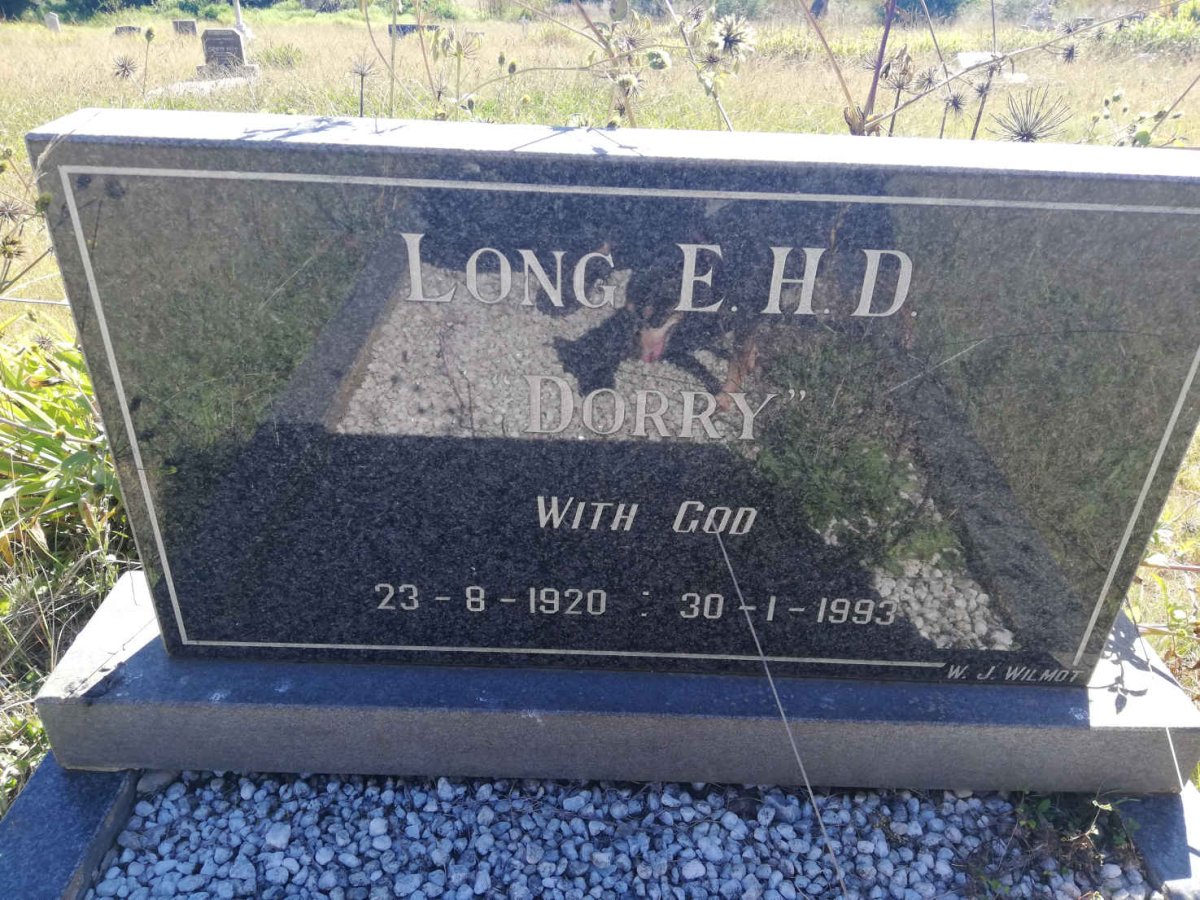 LONG E.H.D.
"DORRY"
WITH GOD
23-8-1920 : 30-1-1993
W. J. WILMOT